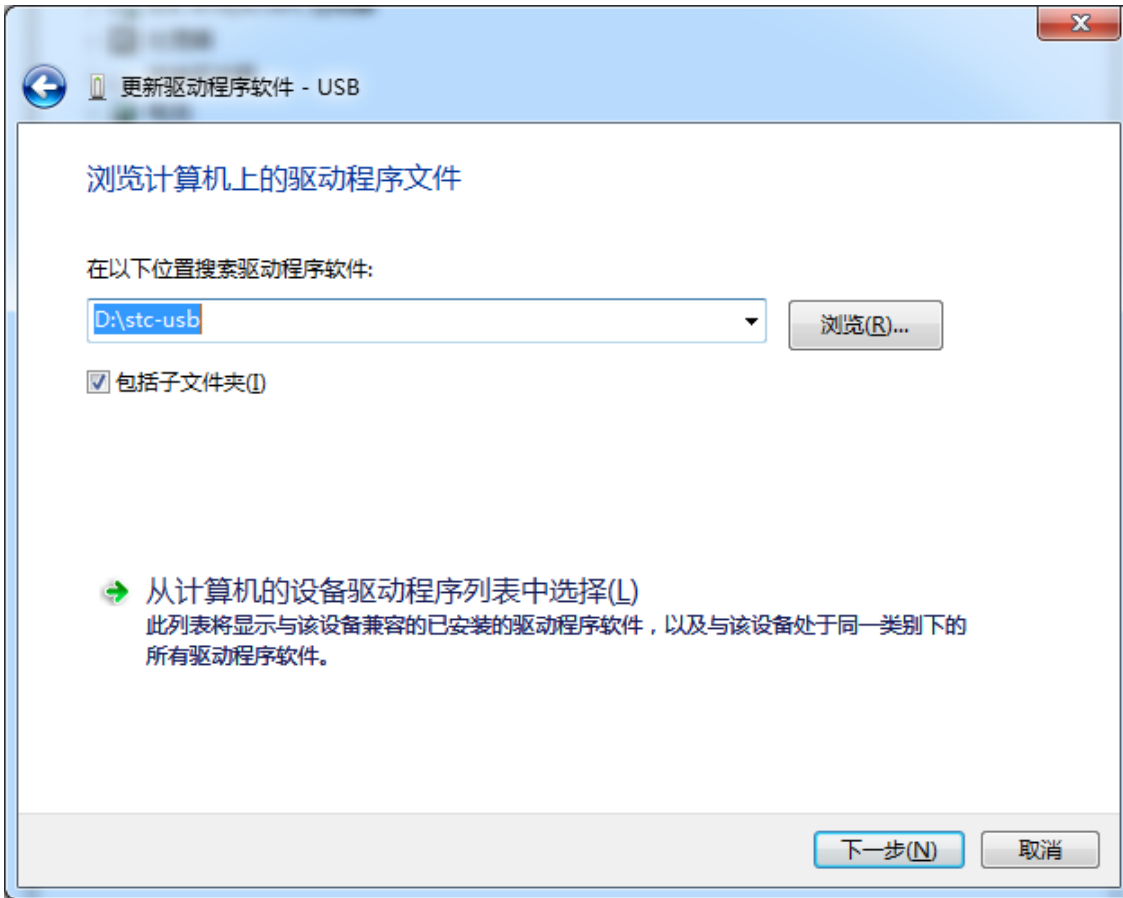 更新驱动程序软件 - USB
浏览计算机上的驱动程序文件
在以下位置搜索驱动程序软件:
D:\stc-usb
浏览(R)...
包括子文件夹(I)
从计算机的设备驱动程序列表中选择(L)
此列表将显示与该设备兼容的已安装的驱动程序软件，以及与该设备处于同一类别下的
所有驱动程序软件。
下一步(N)
取消